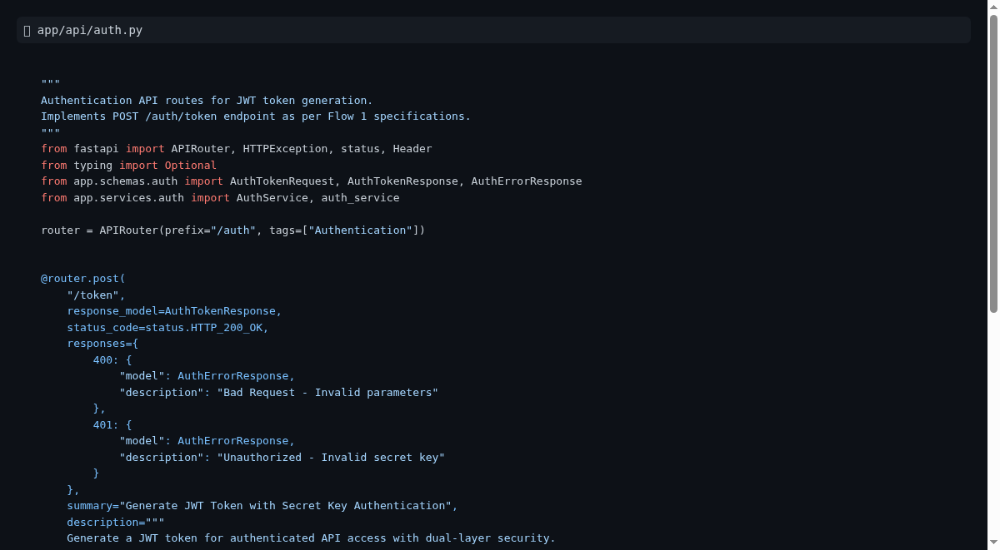 app/api/auth.py
"""
Authentication API routes for JWT token generation.
Implements POST /auth/token endpoint as per Flow 1 specifications.
"""
from fastapi import APIRouter, HTTPException, status, Header
from typing import Optional
from app.schemas.auth import AuthTokenRequest, AuthTokenResponse, AuthErrorResponse
from app.services.auth import AuthService, auth_service

router = APIRouter(prefix="/auth", tags=["Authentication"])


@router.post(
    "/token",
    response_model=AuthTokenResponse,
    status_code=status.HTTP_200_OK,
    responses={
        400: {
            "model": AuthErrorResponse,
            "description": "Bad Request - Invalid parameters"
        },
        401: {
            "model": AuthErrorResponse,
            "description": "Unauthorized - Invalid secret key"
        }
    },
    summary="Generate JWT Token with Secret Key Authentication",
    description="""
    Generate a JWT token for authenticated API access with dual-layer security.